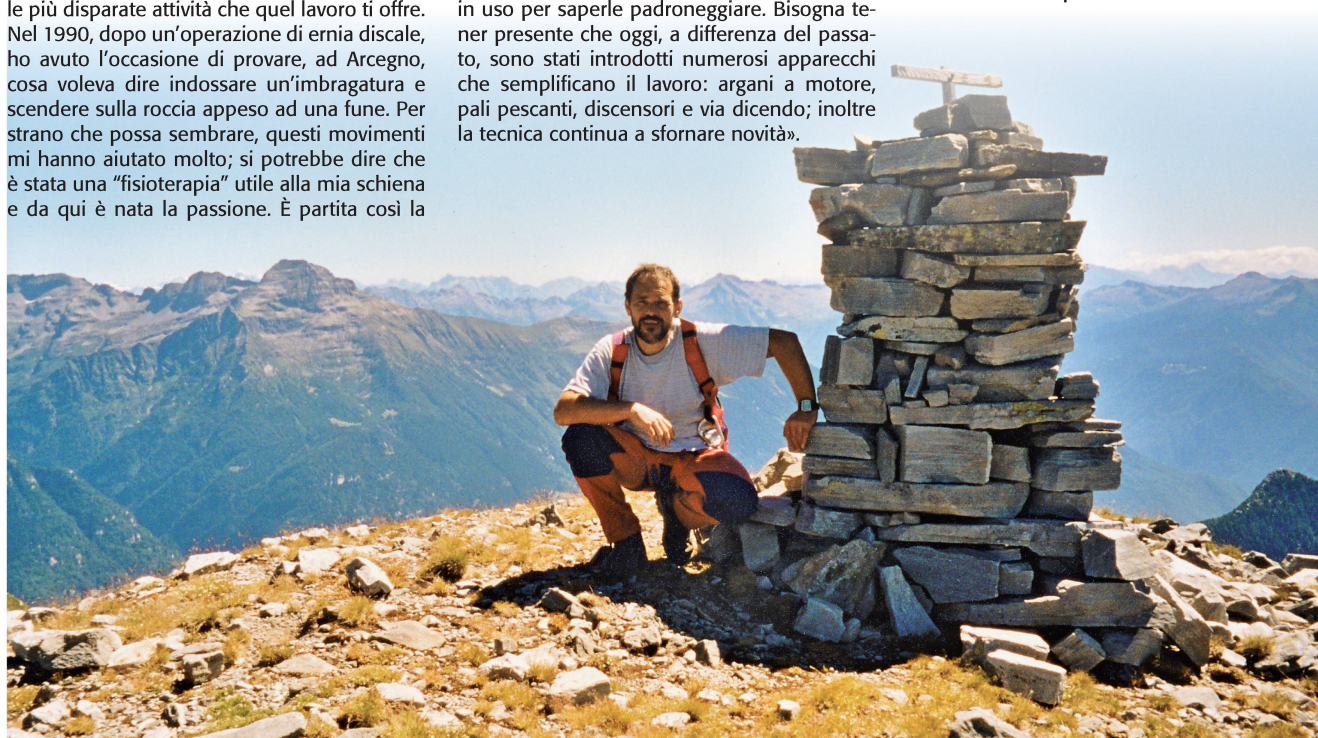 le più disparate attività che quel lavoro ti offre.
Nel 1990, dopo un'operazione di ernia discale,
ho avuto l'occasione di provare, ad Arcegno,
cosa voleva dire indossare un'imbragatura e
scendere sulla roccia appeso ad una fune. Per
strano che possa sembrare, questi movimenti
mi hanno aiutato molto; si potrebbe dire che
è stata una “fisioterapia” utile alla mia schiena
e da qui è nata la passione. È partita così la
in uso per saperle padroneggiare. Bisogna te-
ner presente che oggi, a differenza del passa-
to, sono stati introdotti numerosi apparecchi
che semplificano il lavoro: argani a motore,
pali pescanti, discensori e via dicendo; inoltre
la tecnica continua a sfornare novità».